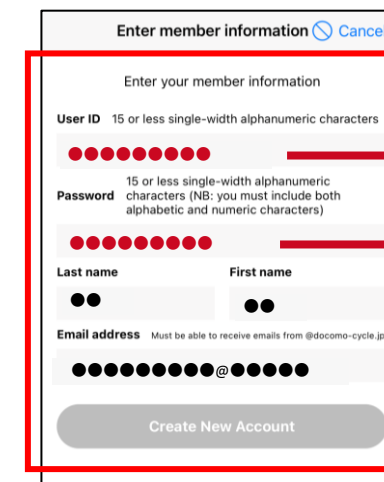 Enter member information Cancel
Enter your member information
User ID 15 or less single-width alphanumeric characters
●●●●●●●●●
15 or less single-width alphanumeric
Password characters (NB: you must include both
alphabetic and numeric characters)
●●●●●●●●●
Last name First name
●● ●●
Email address Must be able to receive emails from @docomo-cycle.jp
●●●●●●●●●@●●●●●
Create New Account